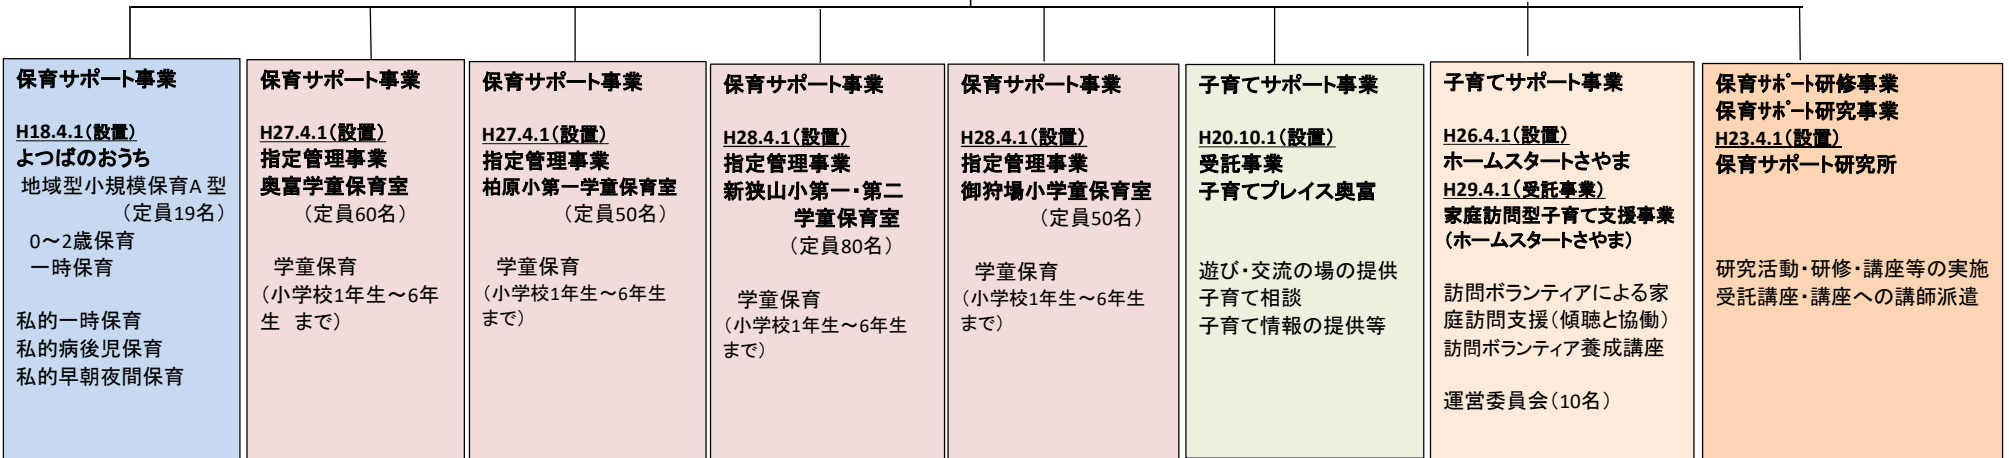 保育サポート事業
H18.4.1（設置）
よつばのおうち
地域型小規模保育A 型
（定員19名）
0～2歳保育
一時保育
私的一時保育
私的病後児保育
私的早朝夜間保育
保育サポート事業
H27.4.1（設置）
指定管理事業
奥富学童保育室
（定員60名）
学童保育
（小学校1年生～6年
生　まで）
保育サポート事業
H27.4.1（設置）
指定管理事業
柏原小第一学童保育室
（定員50名）
学童保育
（小学校1年生～6年生
まで）
保育サポート事業
H28.4.1（設置）
指定管理事業
新狭山小第一・第二
学童保育室
（定員80名）
学童保育
（小学校1年生～6年生
まで）
保育サポート事業
H28.4.1（設置）
指定管理事業
御狩場小学童保育室
（定員50名）
学童保育
（小学校1年生～6年生
まで）
子育てサポート事業
H20.10.1（設置）
受託事業
子育てプレイス奥富
遊び・交流の場の提供
子育て相談
子育て情報の提供等
子育てサポート事業
H26.4.1（設置）
ホームスタートさやま
H29.4.1（受託事業）
家庭訪問型子育て支援事業
（ホームスタートさやま）
訪問ボランティアによる家
庭訪問支援（傾聴と協働）
訪問ボランティア養成講座
運営委員会（10名）
保育サポート研修事業
保育サポート研究事業
H23.4.1（設置）
保育サポート研究所
研究活動・研修・講座等の実施
受託講座・講座への講師派遣